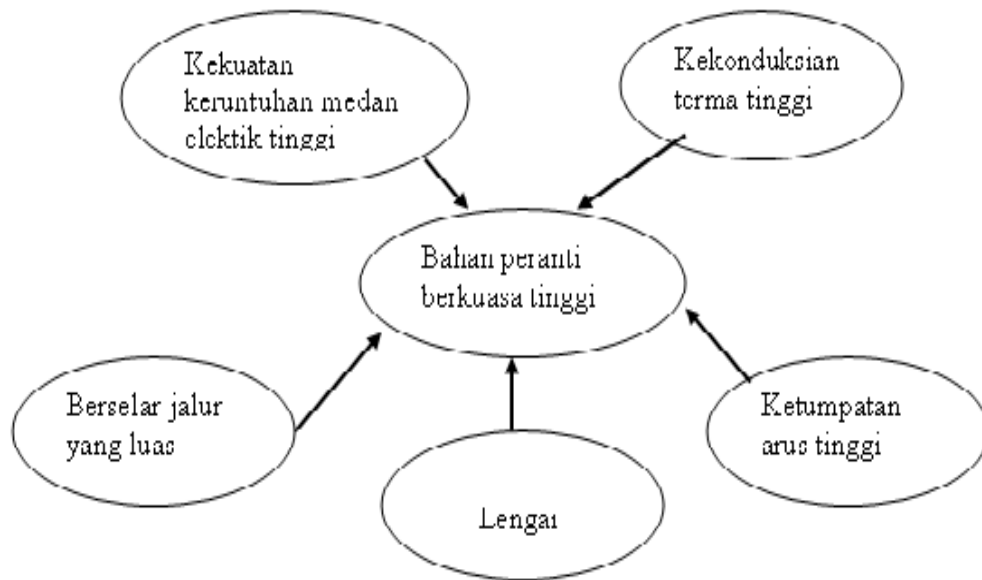 Kekuatan
keruntuhan medan
elektik tinggi
Kekonduksian
terma tinggi
Bahan peranti
berkuasa tinggi
Berselar jalur
yang luas
Lengai
Ketumpatan
arus tinggi